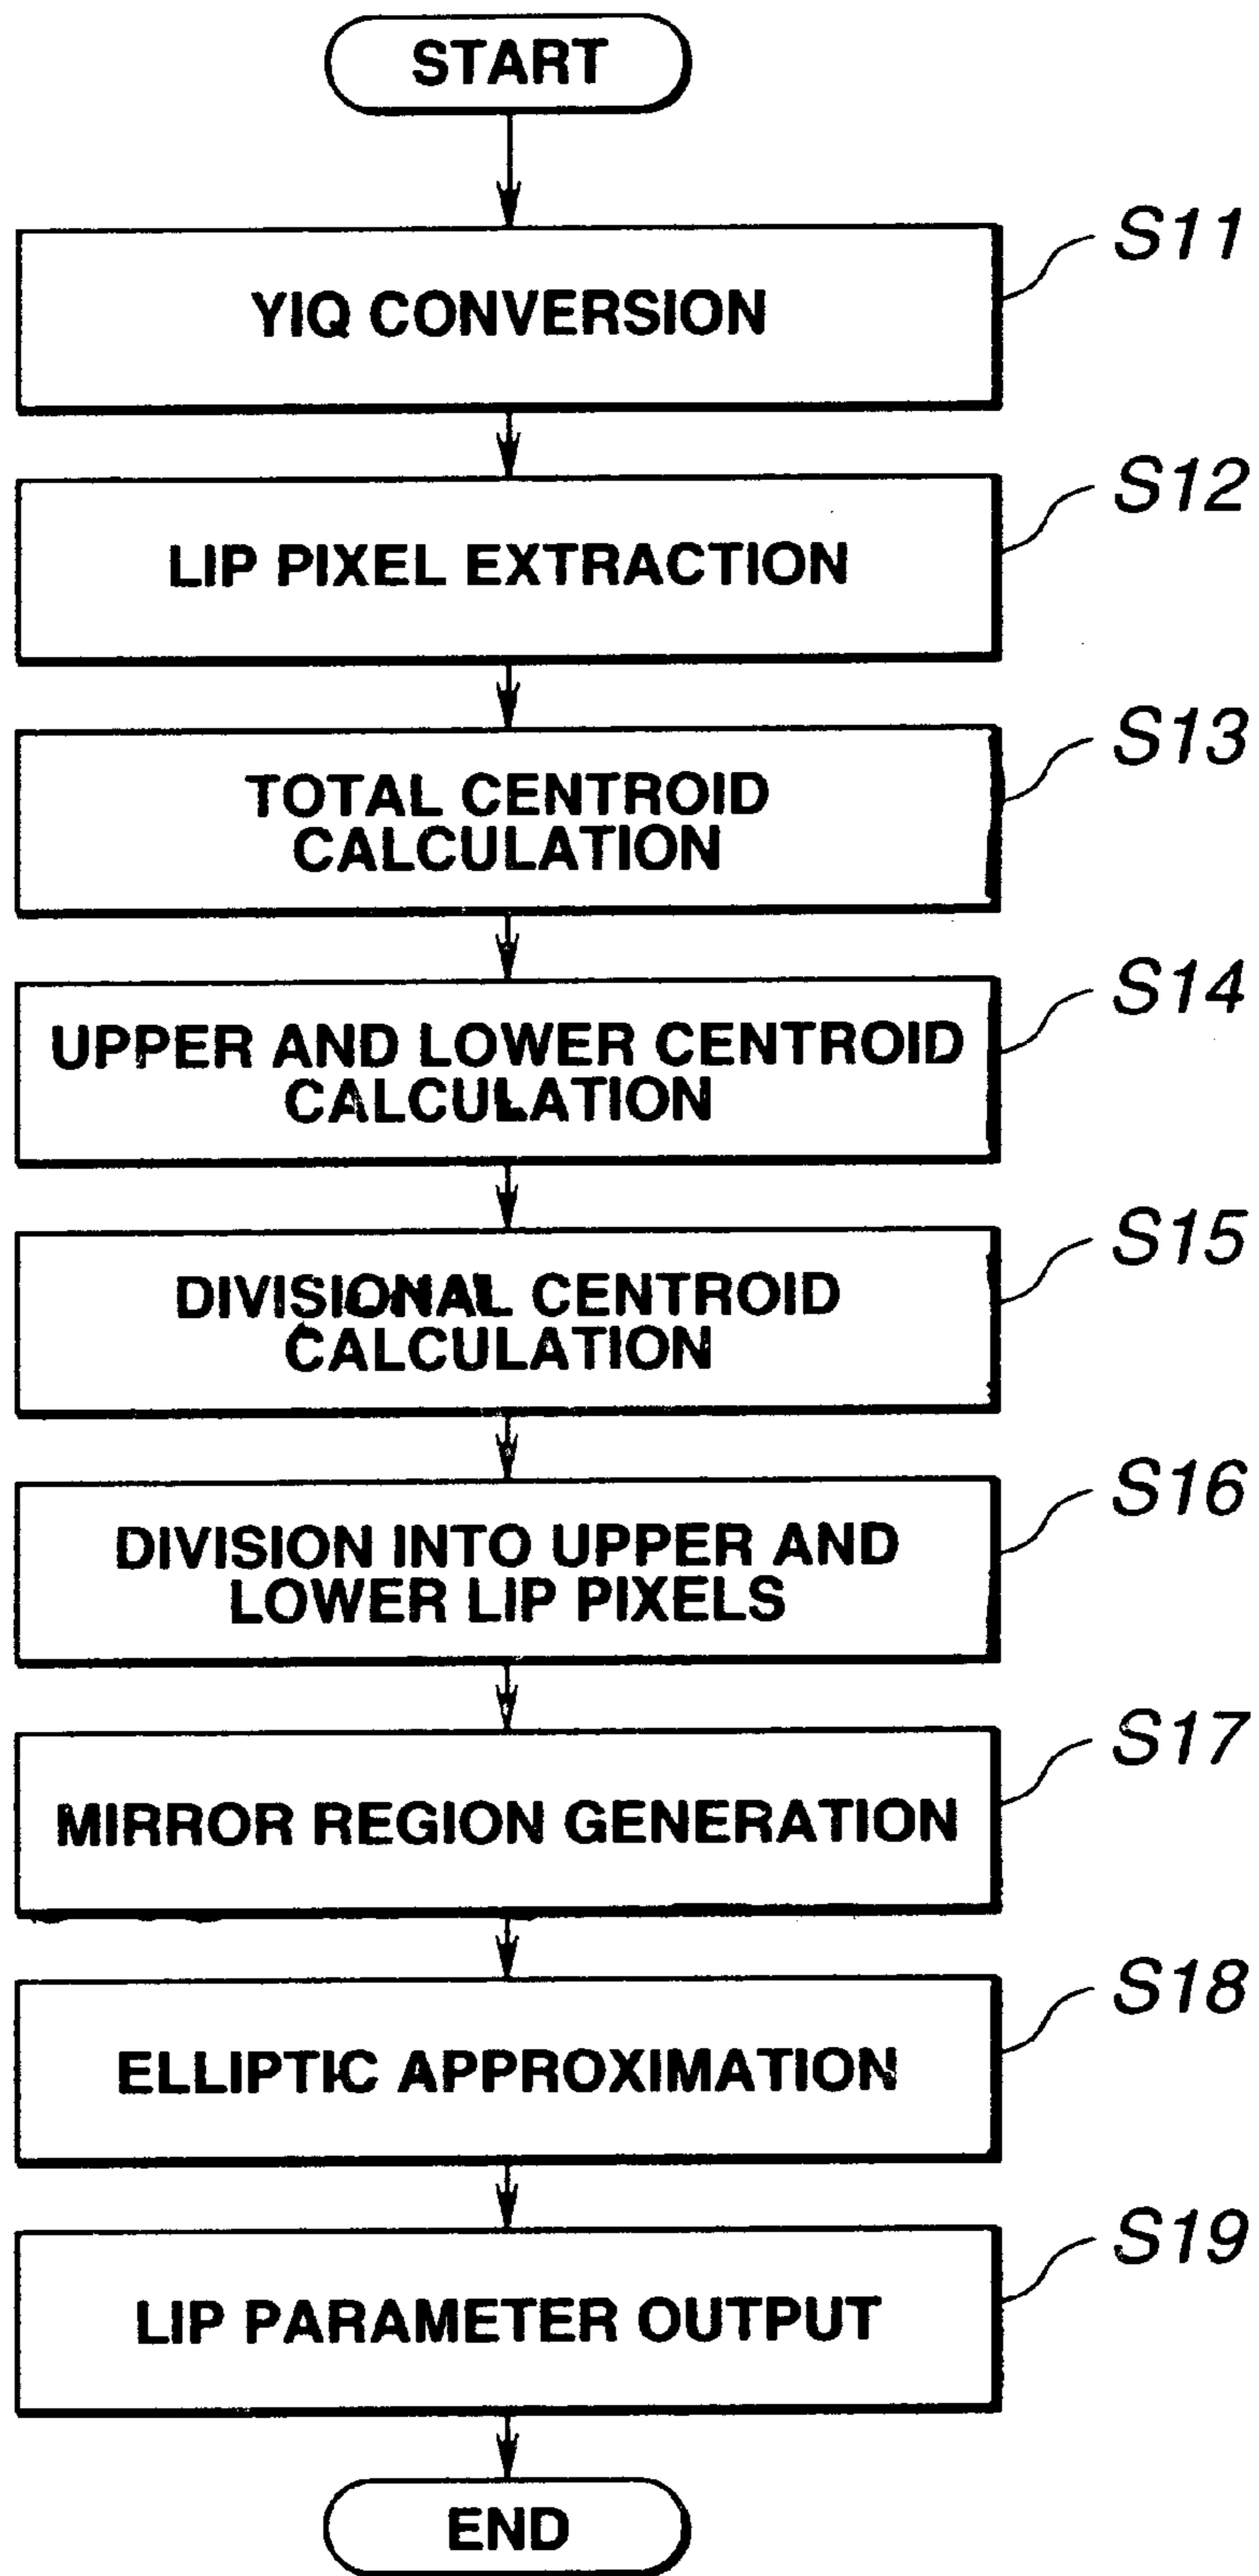 START
S11
YIQ CONVERSION
S12
LIP PIXEL EXTRACTION
S13
TOTAL CENTROID
CALCULATION
S14
UPPER AND LOWER CENTROID
CALCULATION
S15
DIVISIONAL CENTROID
CALCULATION
S16
DIVISION INTO UPPER AND
LOWER LIP PIXELS
S17
MIRROR REGION GENERATION
S18
ELLIPTIC APPROXIMATION
S19
LIP PARAMETER OUTPUT
END